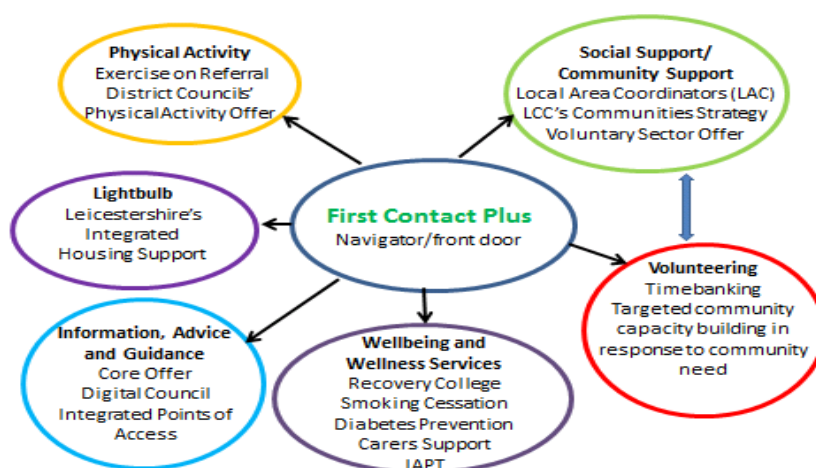 Physical Activity
Exercise on Referral
District Councils'
Physical Activity Offer
Social Support/
Community Support
Local Area Coordinators (LAC)
LCC's Communities Strategy
Voluntary Sector Offer
Lightbulb
Leicestershire's
Integrated
Housing Support
First Contact Plus
Navigator/front door
Volunteering
Timebanking
Targeted community
capacity building in
response to community
need
Information, Advice
and Guidance
Core Offer
Digital Council
Integrated Points of
Access
Wellbeing and
Wellness Services
Recovery College
Smoking Cessation
Diabetes Prevention
Carers Support
IAPT